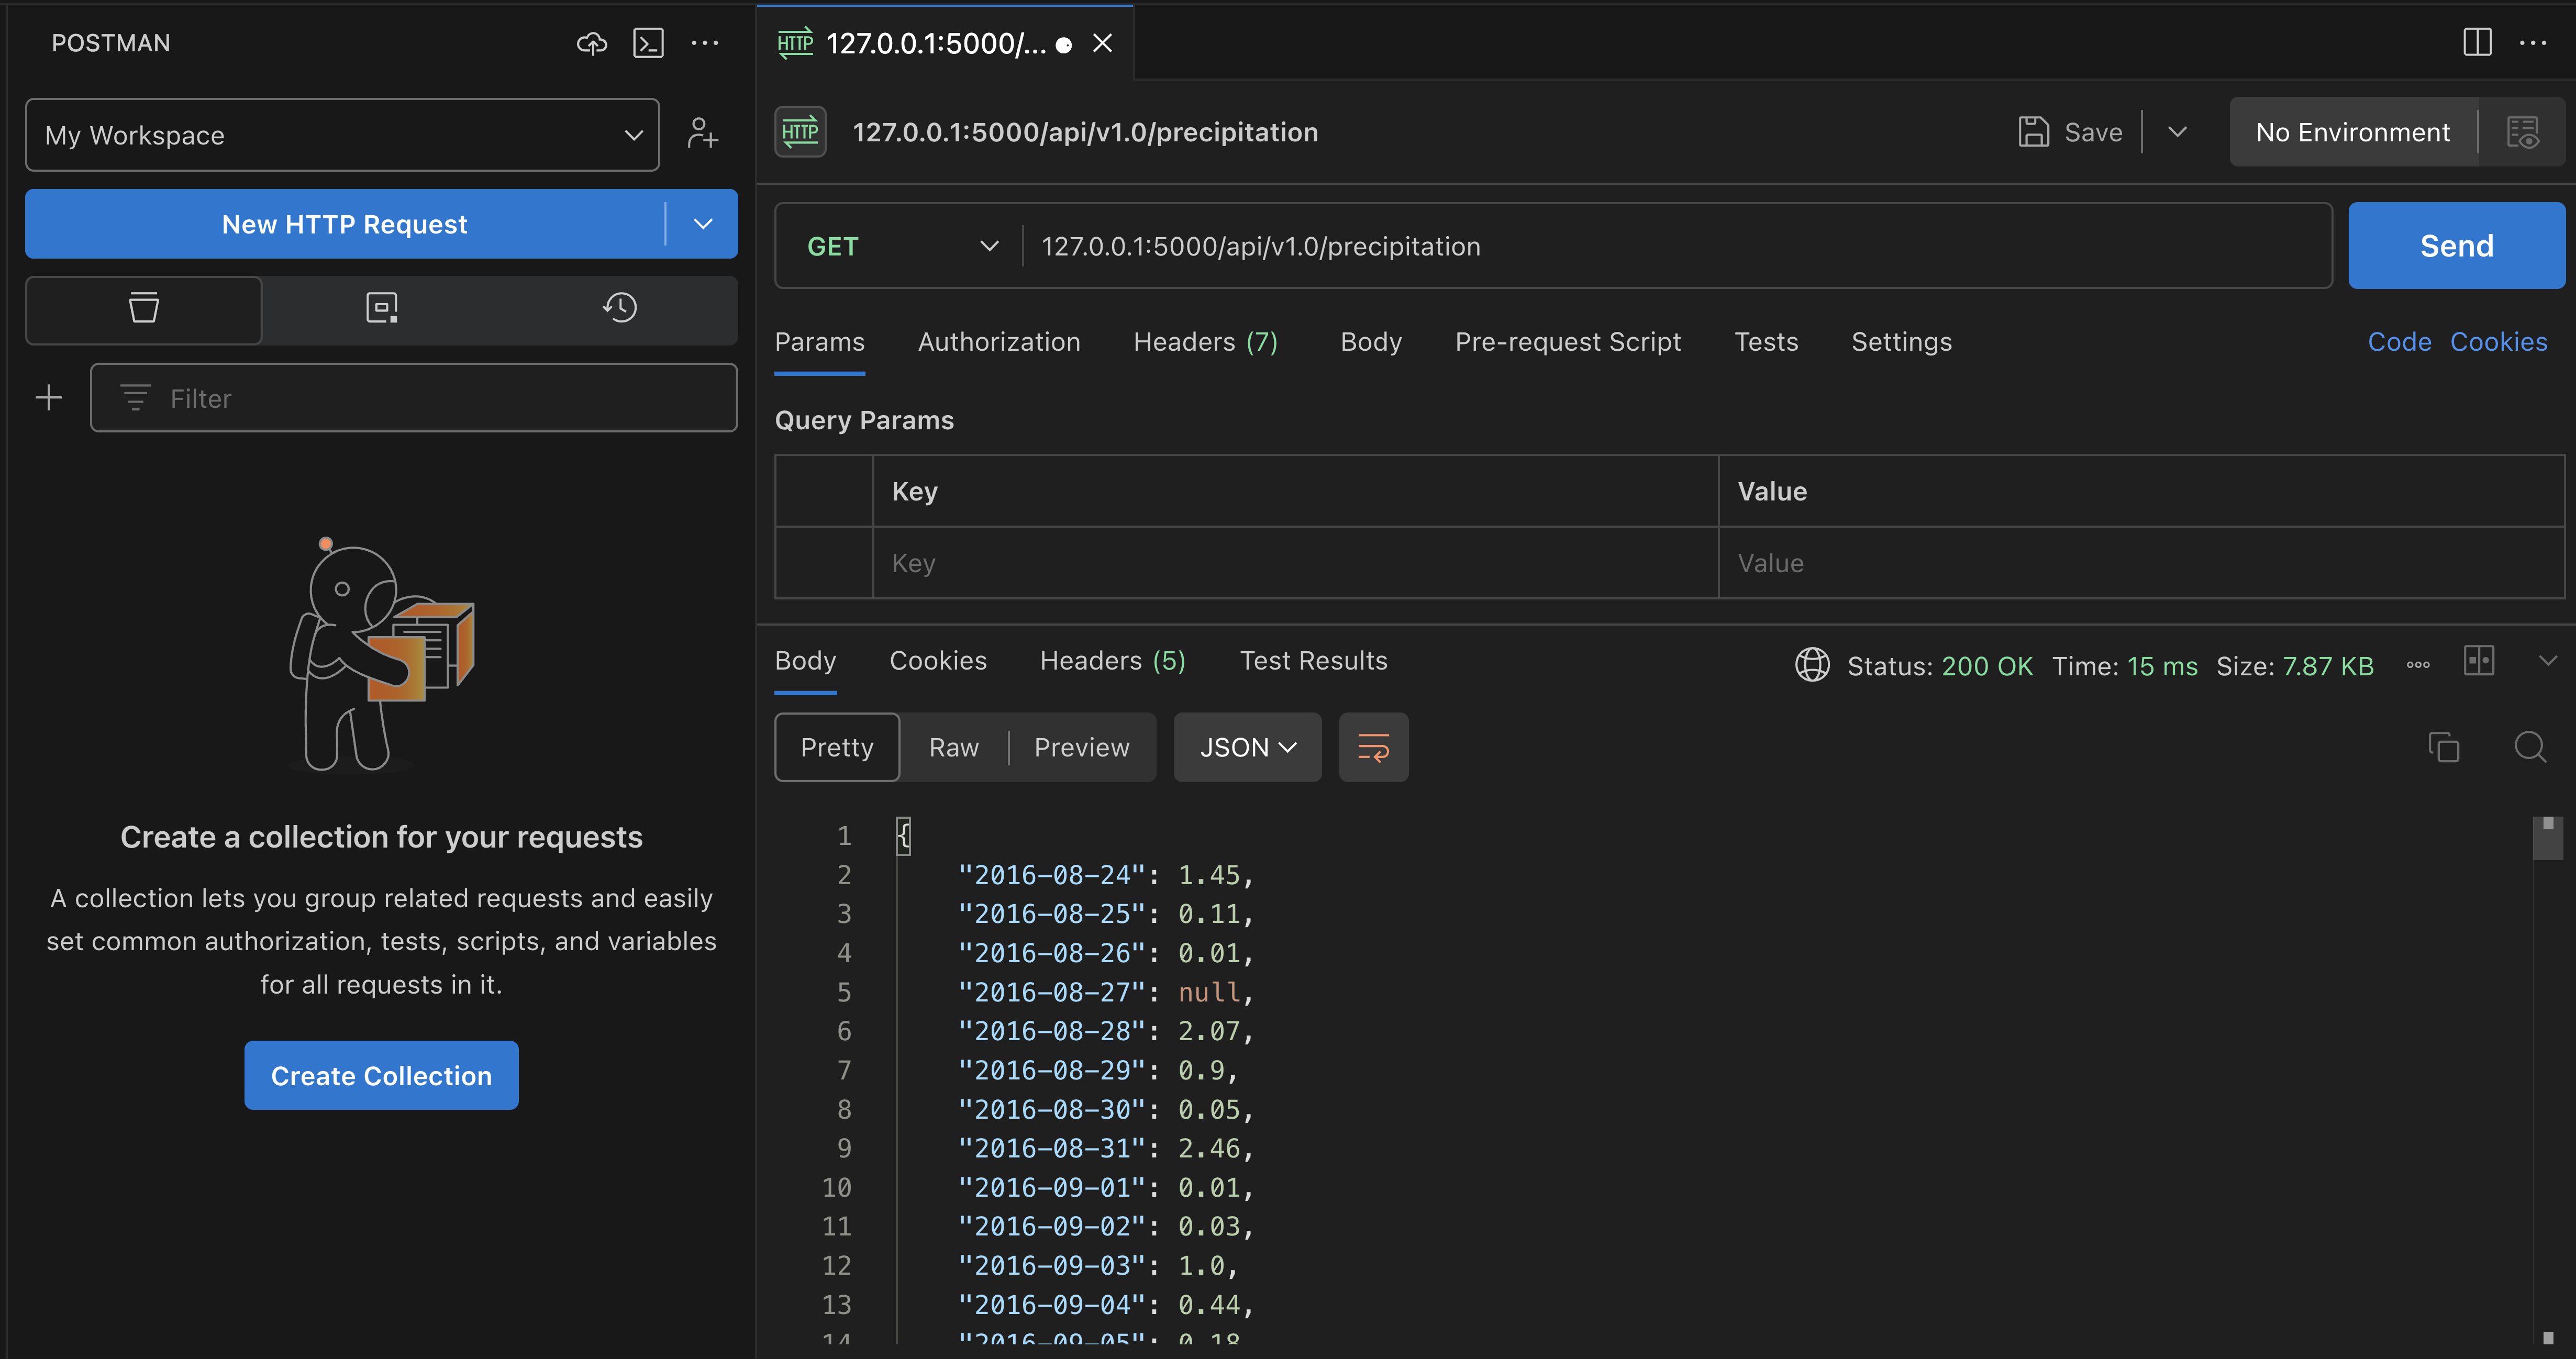 POSTMAN
My Workspace
New HTTP Request
Filter
Create a collection for your requests
A collection lets you group related requests and easily
set common authorization, tests, scripts, and variables
for all requests in it.
Create Collection
HTTP 127.0.0.1:5000/...
HTTP 127.0.0.1:5000/api/v1.0/precipitation
Save No Environment
GET 127.0.0.1:5000/api/v1.0/precipitation Send
Params Authorization Headers (7) Body Pre-request Script Tests Settings Code Cookies
Query Params
Key Value
Key Value
Body Cookies Headers (5) Test Results Status: 200 OK Time: 15 ms Size: 7.87 KB
Pretty Raw Preview JSON
1 {
2 "2016-08-24": 1.45,
3 "2016-08-25": 0.11,
4 "2016-08-26": 0.01,
5 "2016-08-27": null,
6 "2016-08-28": 2.07,
7 "2016-08-29": 0.9,
8 "2016-08-30": 0.05,
9 "2016-08-31": 2.46,
10 "2016-09-01": 0.01,
11 "2016-09-02": 0.03,
12 "2016-09-03": 1.0,
13 "2016-09-04": 0.44,
14 "2016-09-05": 0.18